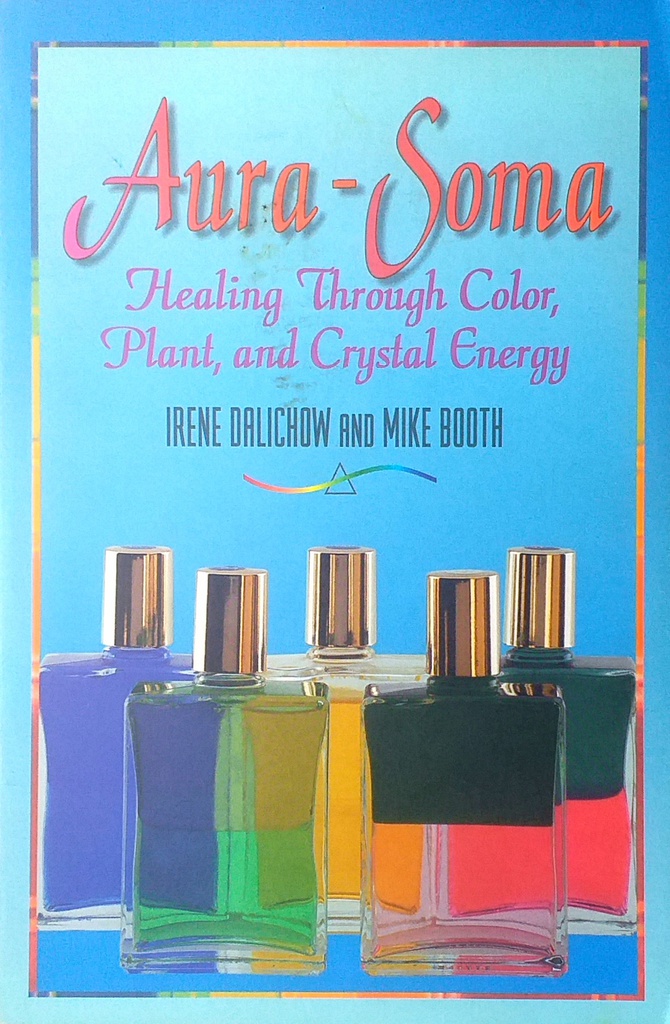 Aura-Soma
Healing Through Color,
Plant, and Crystal Energy
IRENE DALICHOW AND MIKE BOOTH